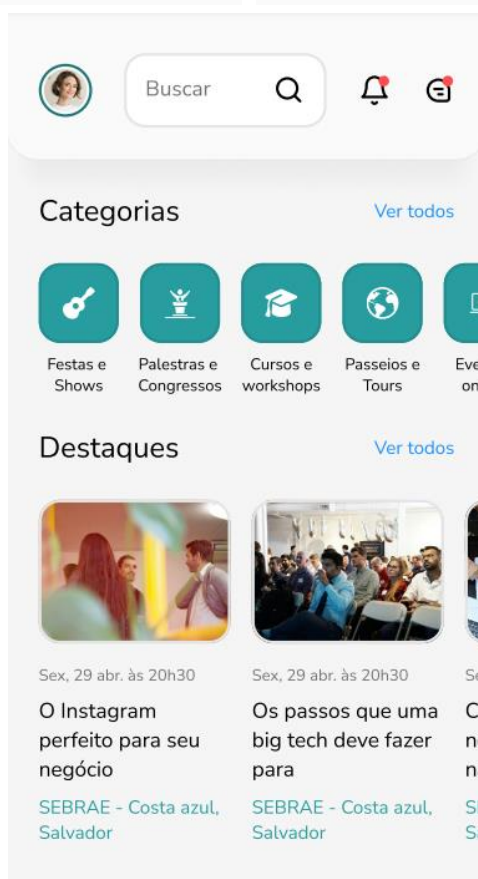 Buscar
Categorias
Ver todos
Festas e
Shows
Palestras e
Congressos
Cursos e
workshops
Passeios e
Tours
Destaques
Ver todos
Sex, 29 abr. às 20h30
O Instagram
perfeito para seu
negócio
SEBRAE - Costa azul,
Salvador
Sex, 29 abr. às 20h30
Os passos que uma
big tech deve fazer
para
SEBRAE - Costa azul,
Salvador